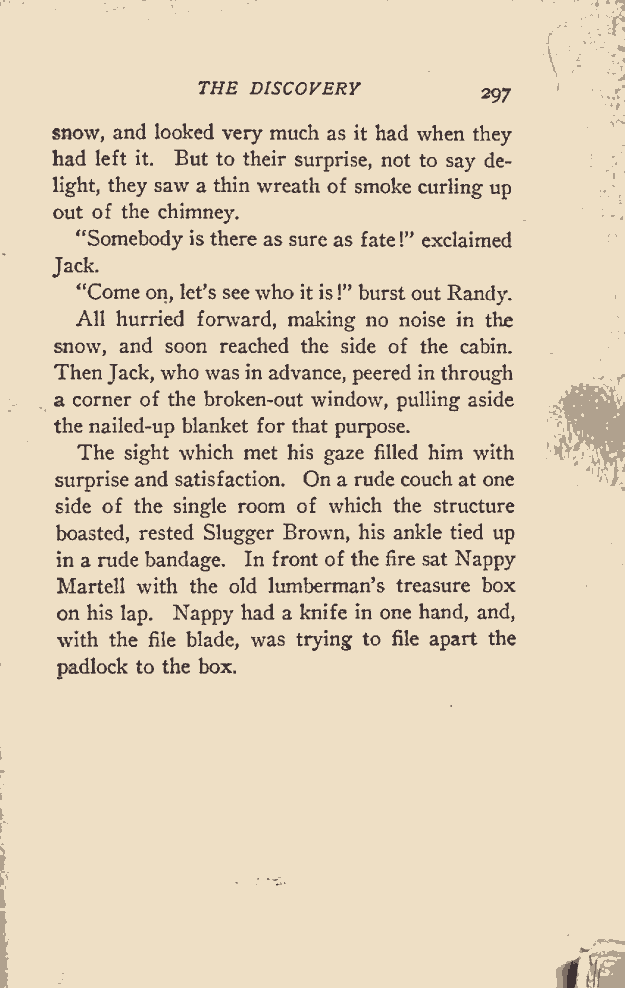 THE DISCOVERY 297
snow, and looked very much as it had when they
had left it. But to their surprise, not to say de-
light, they saw a thin wreath of smoke curling up
out of the chimney.
“Somebody is there as sure as fate!” exclaimed
Jack.
“Come on, let's see who it is!” burst out Randy.
All hurried forward, making no noise in the
snow, and soon reached the side of the cabin.
Then Jack, who was in advance, peered in through
a corner of the broken-out window, pulling aside
the nailed-up blanket for that purpose.
The sight which met his gaze filled him with
surprise and satisfaction. On a rude couch at one
side of the single room of which the structure
boasted, rested Slugger Brown, his ankle tied up
in a rude bandage. In front of the fire sat Nappy
Martell with the old lumberman's treasure box
on his lap. Nappy had a knife in one hand, and,
with the file blade, was trying to file apart the
padlock to the box.